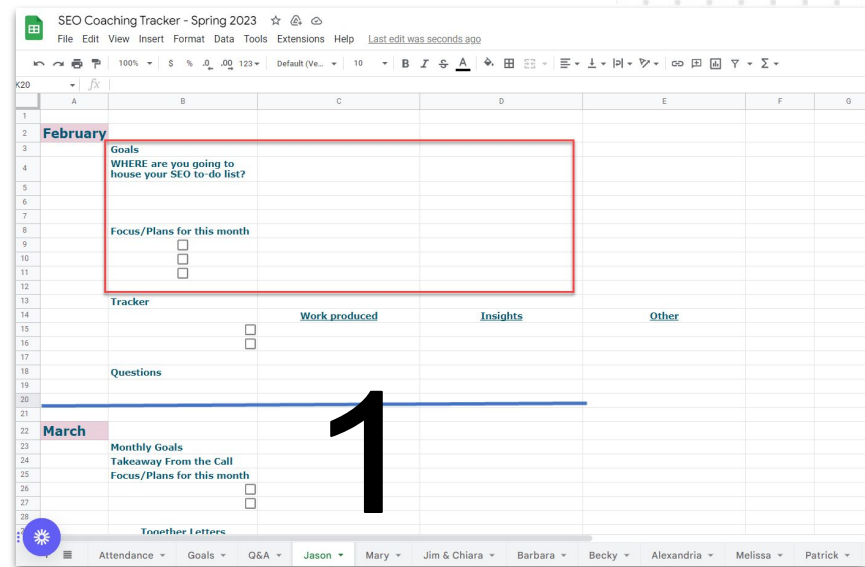 SEO Coaching Tracker - Spring 2023
File Edit View Insert Format Data Tools Extensions Help Last edit was seconds ago
100% $ % .0 .00 123 Default (Ve... 10 B I S A
K20 fx
A B C D E F G
1
2 February
3 Goals
4 WHERE are you going to
house your SEO to-do list?
5
6
7
8 Focus/Plans for this month
9
10
11
12
13 Tracker
14 Work produced Insights Other
15
16
17
18 Questions
19
20
21
1
22 March
23 Monthly Goals
24 Takeaway From the Call
25 Focus/Plans for this month
26
27
28
Together Letters
Attendance Goals Q&A Jason Mary Jim & Chiara Barbara Becky Alexandria Melissa Patrick